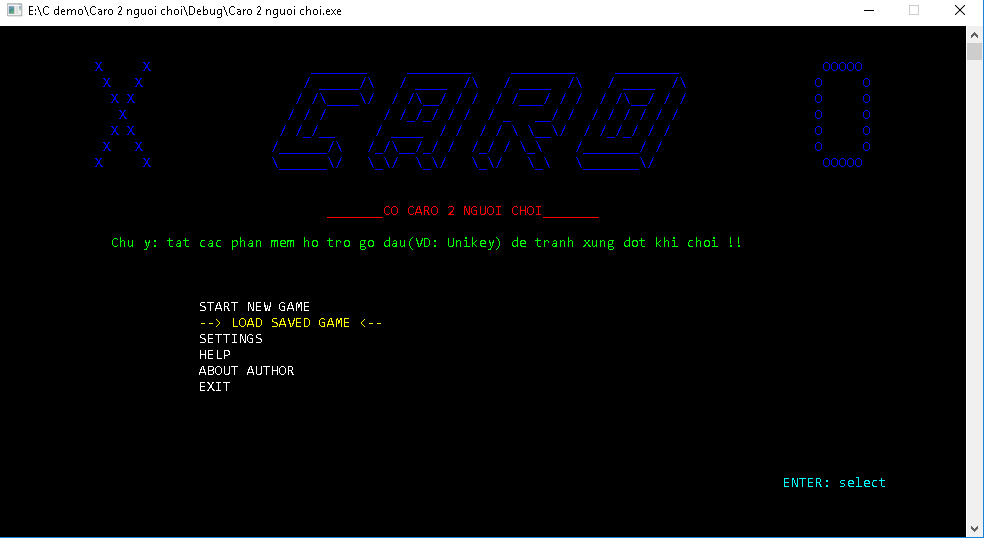 E:\C demo\Caro 2 nguoi choi\Debug\Caro 2 nguoi choi.exe
X CARO O
_______CO CARO 2 NGUOI CHOI_______
Chu y: tat cac phan mem ho tro go dau(VD: Unikey) de tranh xung dot khi choi !!
START NEW GAME
--> LOAD SAVED GAME <--
SETTINGS
HELP
ABOUT AUTHOR
EXIT
ENTER: select